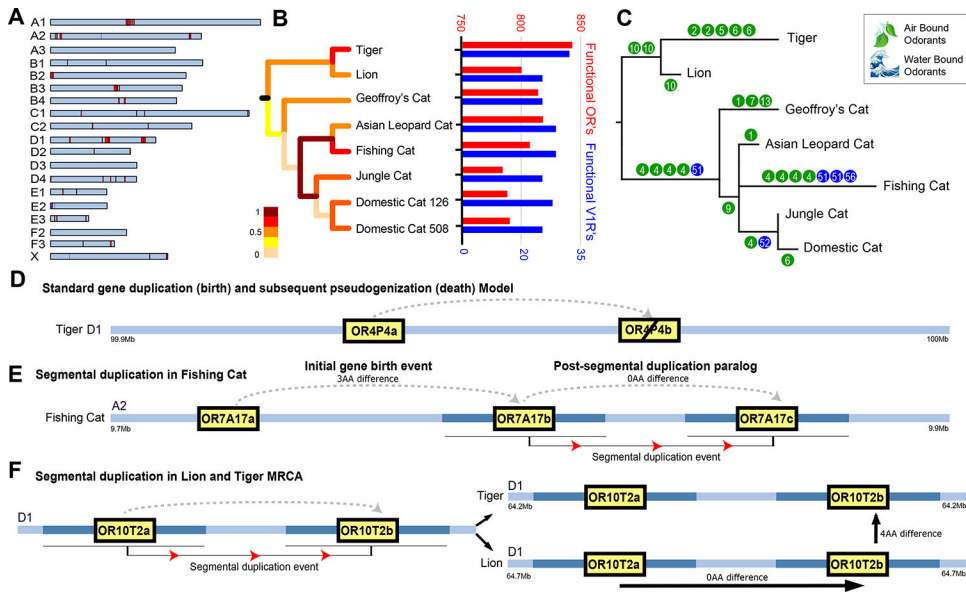 A
A1
A2
A3
B1
B2
B3
B4
C1
C2
D1
D2
D3
D4
E1
E2
E3
F2
F3
X
B
Tiger
Lion
Geoffroy's Cat
Asian Leopard Cat
Fishing Cat
Jungle Cat
Domestic Cat 126
Domestic Cat 508
1
0.5
0
750
800
850
Functional OR's
0
20
35
Functional V1R's
C
10 10
2 2 5 6 6
Tiger
Lion
10
1 7 13
Geoffroy's Cat
1
Asian Leopard Cat
4 4 4 4 51
4 4 4 4 51 51 56
Fishing Cat
9
Jungle Cat
4 52
Domestic Cat
6
Air Bound
Odorants
Water Bound
Odorants
D
Standard gene duplication (birth) and subsequent pseudogenization (death) Model
Tiger D1
OR4P4a
OR4P4b
99.9Mb
100Mb
E
Segmental duplication in Fishing Cat
Initial gene birth event
3AA difference
Post-segmental duplication paralog
0AA difference
A2
Fishing Cat
OR7A17a
OR7A17b
OR7A17c
9.7Mb
9.9Mb
Segmental duplication event
F
Segmental duplication in Lion and Tiger MRCA
D1
OR10T2a
OR10T2b
Segmental duplication event
Tiger
D1
OR10T2a
OR10T2b
64.2Mb
64.2Mb
4AA difference
Lion
D1
OR10T2a
OR10T2b
64.7Mb
64.7Mb
0AA difference